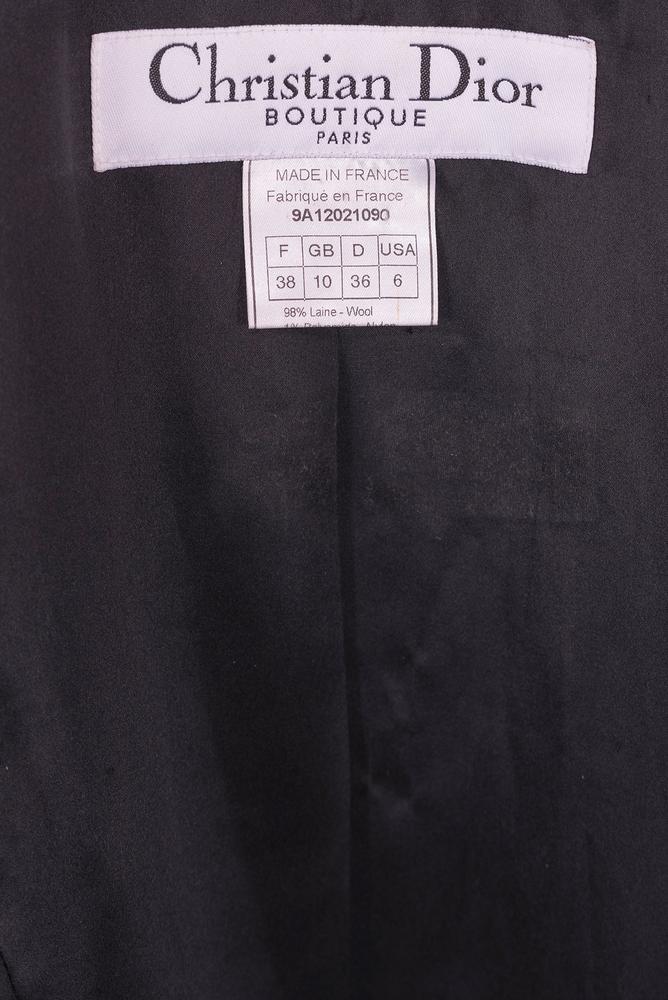 Christian Dior
BOUTIQUE
PARIS
MADE IN FRANCE
Fabriqué en France
9A12021090
F GB D USA
38 10 36 6
98% Laine - Wool